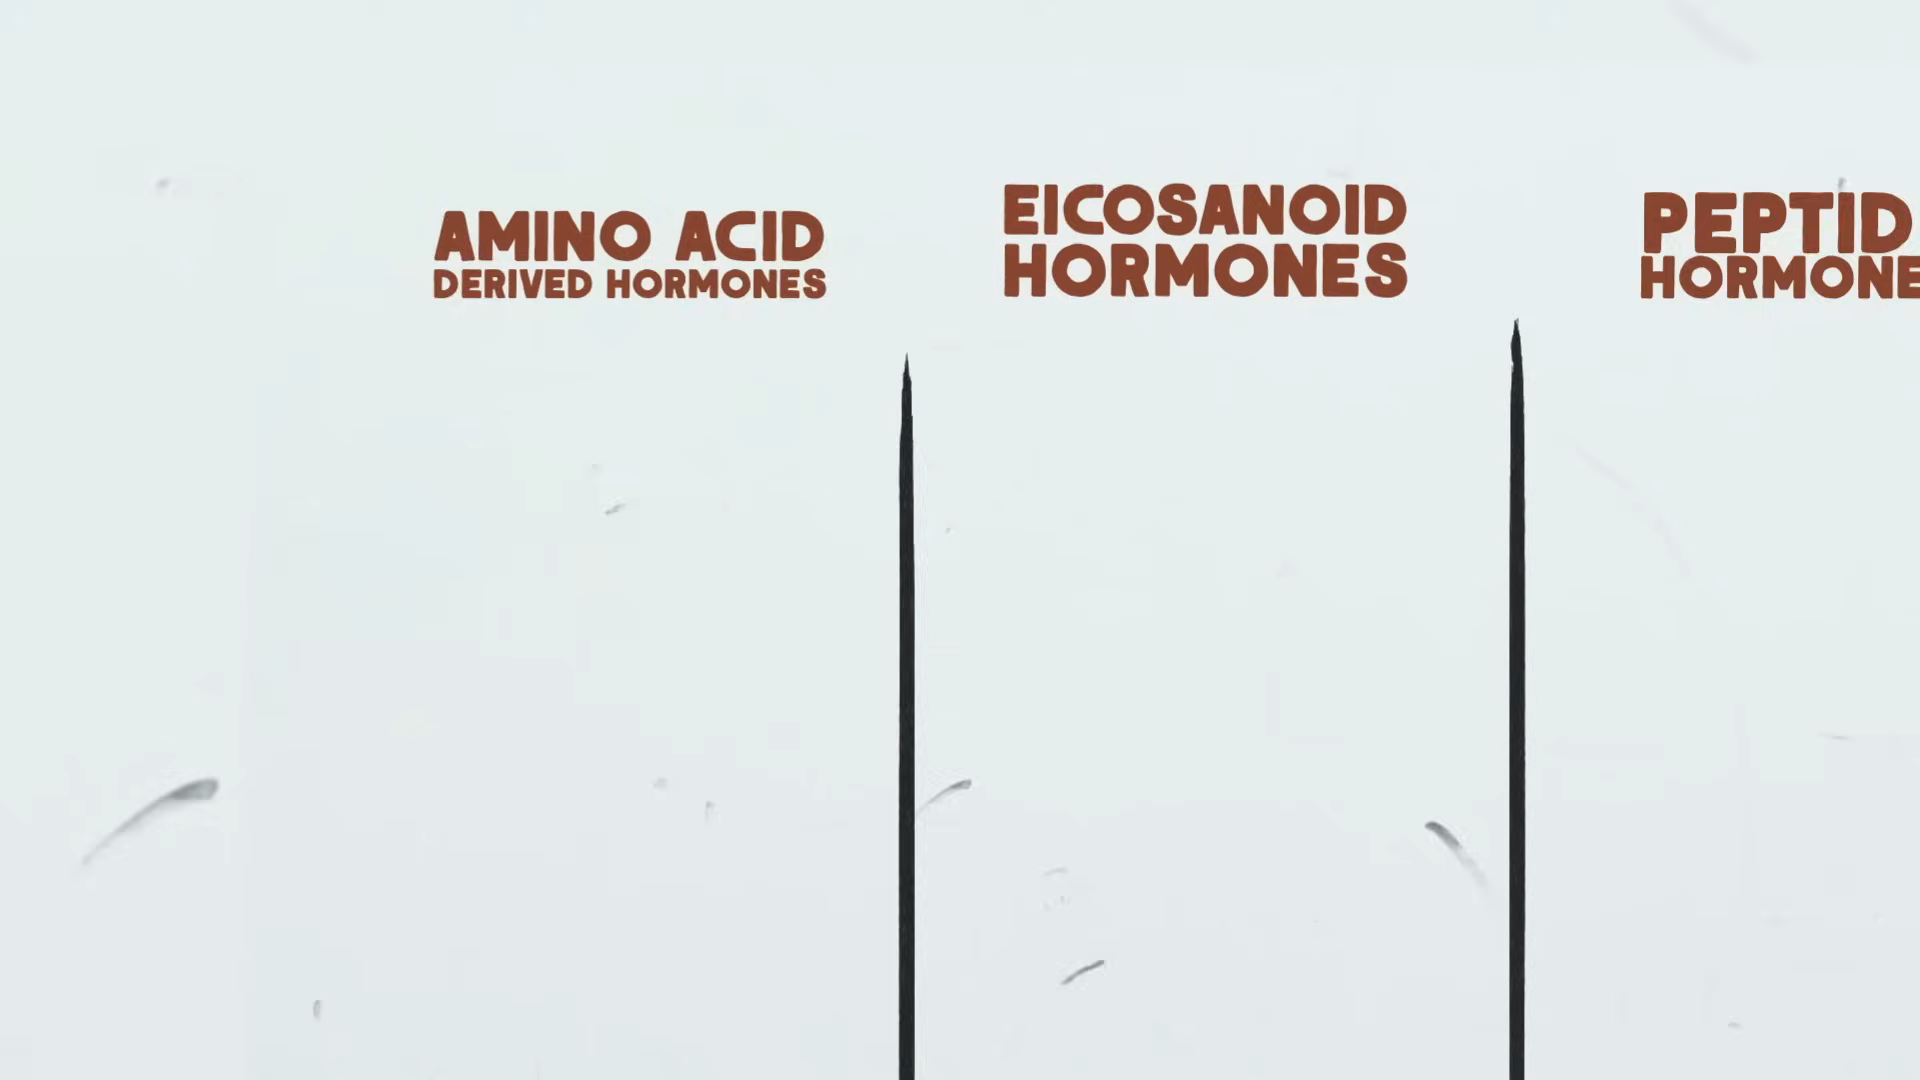 AMINO ACID
DERIVED HORMONES
EICOSANOID
HORMONES
PEPTID
HORMONE